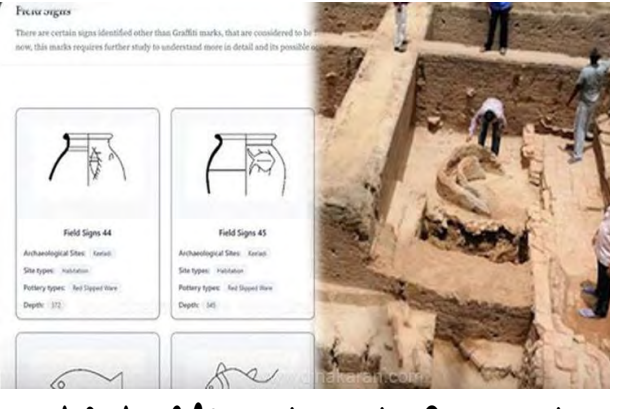 Field Signs
There are certain signs identified other than Graffiti marks, that are considered to be
now, this marks requires further study to understand more in detail and its possible
Field Signs 44
Archaeological Sites: Keeladi
Site types: Habitation
Pottery types: Red Slipped Ware
Depth: 372
Field Signs 45
Archaeological Sites: Keeladi
Site types: Habitation
Pottery types: Red Slipped Ware
Depth: 345
dinakaran.com